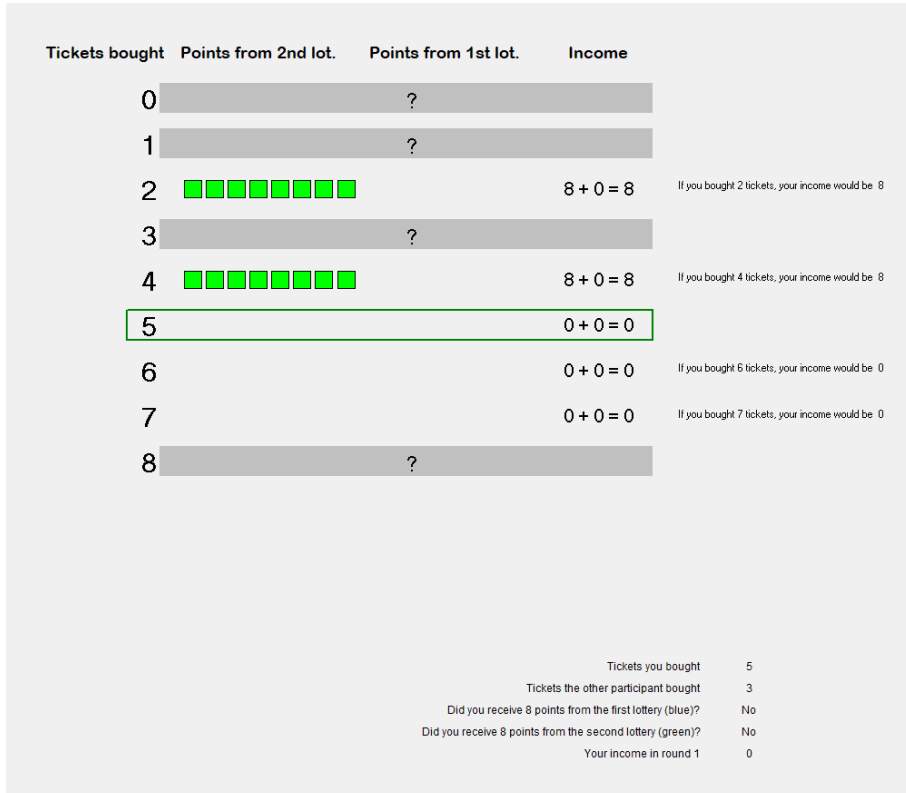 Tickets bought Points from 2nd lot. Points from 1st lot. Income
0 ?
1 ?
2 8 + 0 = 8 If you bought 2 tickets, your income would be 8
3 ?
4 8 + 0 = 8 If you bought 4 tickets, your income would be 8
5 0 + 0 = 0
6 0 + 0 = 0 If you bought 6 tickets, your income would be 0
7 0 + 0 = 0 If you bought 7 tickets, your income would be 0
8 ?
Tickets you bought 5
Tickets the other participant bought 3
Did you receive 8 points from the first lottery (blue)? No
Did you receive 8 points from the second lottery (green)? No
Your income in round 1 0